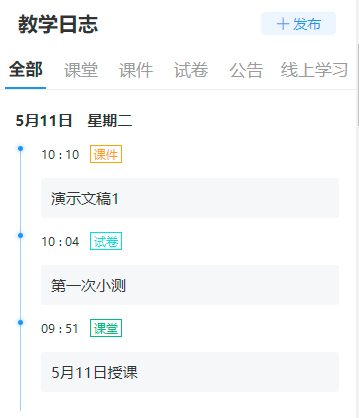 教学日志
+ 发布
全部 课堂 课件 试卷 公告 线上学习
5月11日 星期二
10 : 10 课件
演示文稿1
10 : 04 试卷
第一次小测
09 : 51 课堂
5月11日授课